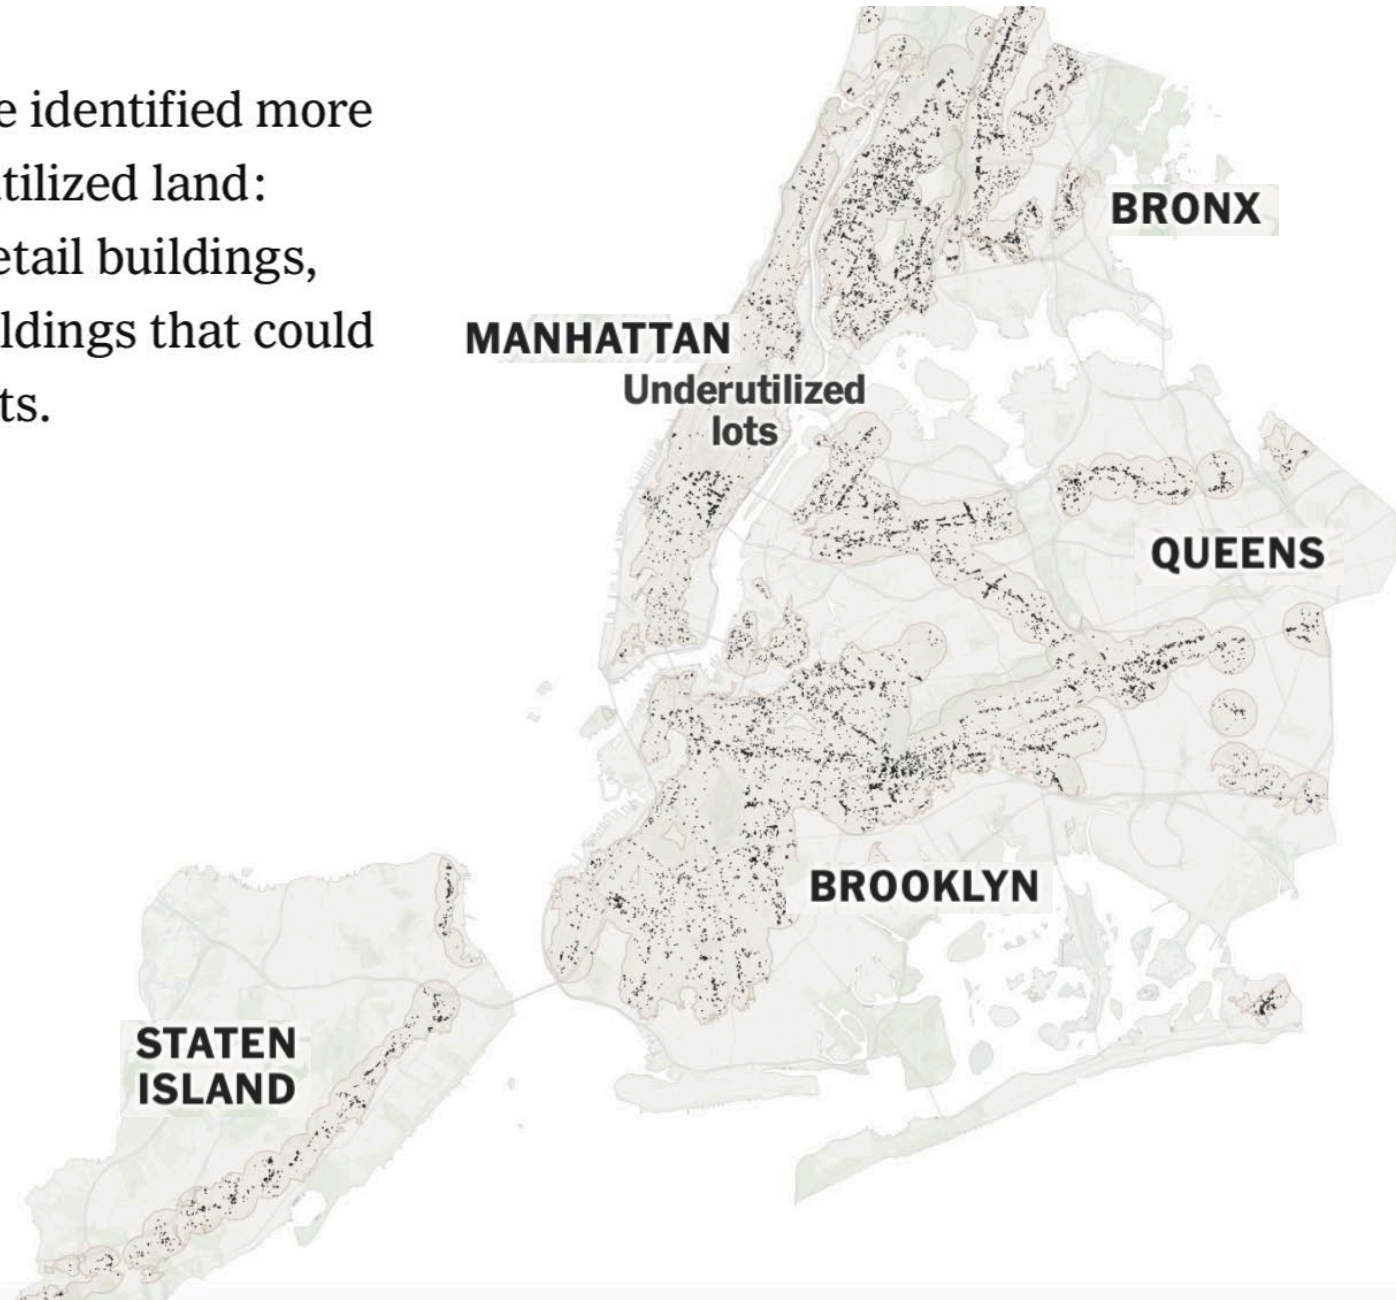 e identified more
tilized land:
etail buildings,
ldings that could
ts.
BRONX
MANHATTAN
Underutilized
lots
QUEENS
BROOKLYN
STATEN
ISLAND